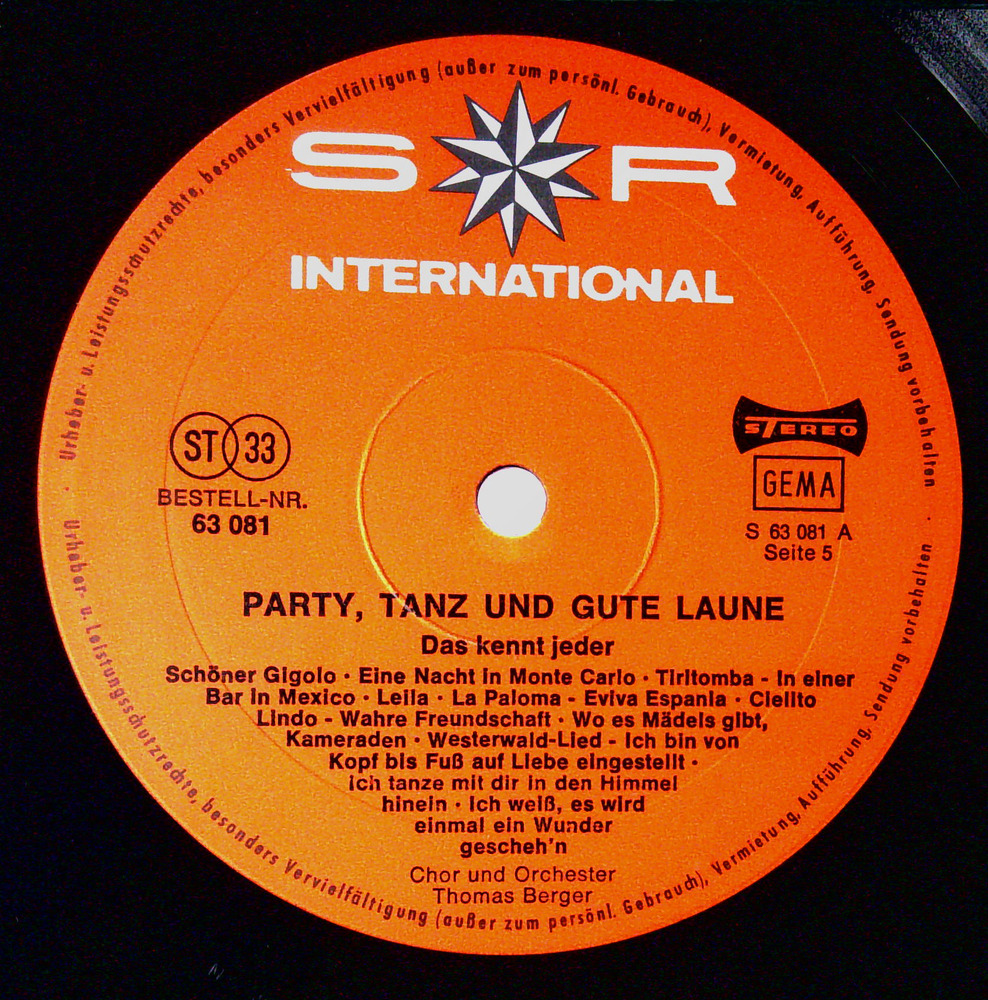 Urheber- u. Leistungsschutzrechte, besonders Vervielfältigung (außer zum persönl. Gebrauch), Vermietung, Aufführung, Sendung vorbehalten
S R
INTERNATIONAL
ST 33
BESTELL-NR.
63 081
STEREO
GEMA
S 63 081 A
Seite 5
PARTY, TANZ UND GUTE LAUNE
Das kennt jeder
Schöner Gigolo · Eine Nacht in Monte Carlo · Tiritomba - In einer
Bar in Mexico · Leila · La Paloma - Eviva Espania · Cielito
Lindo - Wahre Freundschaft · Wo es Mädels gibt,
Kameraden · Westerwald-Lied - Ich bin von
Kopf bis Fuß auf Liebe eingestellt ·
Ich tanze mit dir in den Himmel
hinein · Ich weiß, es wird
einmal ein Wunder
gescheh'n
Chor und Orchester
Thomas Berger
Urheber- u. Leistungsschutzrechte, besonders Vervielfältigung (außer zum persönl. Gebrauch), Vermietung, Aufführung, Sendung vorbehalten